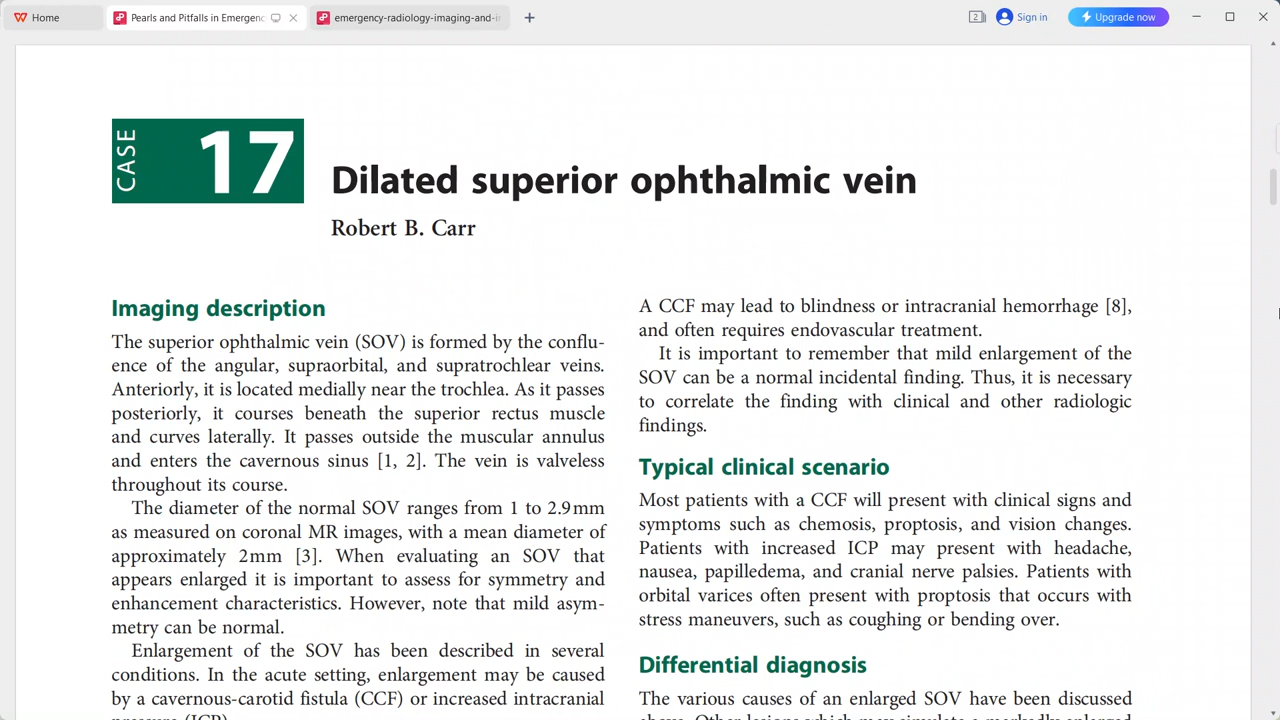 Home
Pearls and Pitfalls in Emergenc
emergency-radiology-imaging-and-i
2
Sign in
Upgrade now
CASE 17
Dilated superior ophthalmic vein
Robert B. Carr
Imaging description
The superior ophthalmic vein (SOV) is formed by the conflu-
ence of the angular, supraorbital, and supratrochlear veins.
Anteriorly, it is located medially near the trochlea. As it passes
posteriorly, it courses beneath the superior rectus muscle
and curves laterally. It passes outside the muscular annulus
and enters the cavernous sinus [1, 2]. The vein is valveless
throughout its course.
The diameter of the normal SOV ranges from 1 to 2.9 mm
as measured on coronal MR images, with a mean diameter of
approximately 2 mm [3]. When evaluating an SOV that
appears enlarged it is important to assess for symmetry and
enhancement characteristics. However, note that mild asym-
metry can be normal.
Enlargement of the SOV has been described in several
conditions. In the acute setting, enlargement may be caused
by a cavernous-carotid fistula (CCF) or increased intracranial
pressure (ICP).
A CCF may lead to blindness or intracranial hemorrhage [8],
and often requires endovascular treatment.
It is important to remember that mild enlargement of the
SOV can be a normal incidental finding. Thus, it is necessary
to correlate the finding with clinical and other radiologic
findings.
Typical clinical scenario
Most patients with a CCF will present with clinical signs and
symptoms such as chemosis, proptosis, and vision changes.
Patients with increased ICP may present with headache,
nausea, papilledema, and cranial nerve palsies. Patients with
orbital varices often present with proptosis that occurs with
stress maneuvers, such as coughing or bending over.
Differential diagnosis
The various causes of an enlarged SOV have been discussed
above. Other lesions which may simulate a markedly enlarged